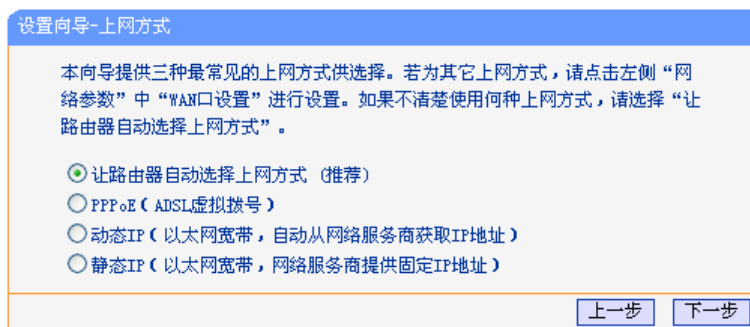 设置向导-上网方式
本向导提供三种最常见的上网方式供选择。若为其它上网方式，请点击左侧“网
络参数”中“WAN口设置”进行设置。如果不清楚使用何种上网方式，请选择“让
路由器自动选择上网方式”。
让路由器自动选择上网方式（推荐）
PPPoE（ADSL虚拟拨号）
动态IP（以太网宽带，自动从网络服务商获取IP地址）
静态IP（以太网宽带，网络服务商提供固定IP地址）
上一步 下一步